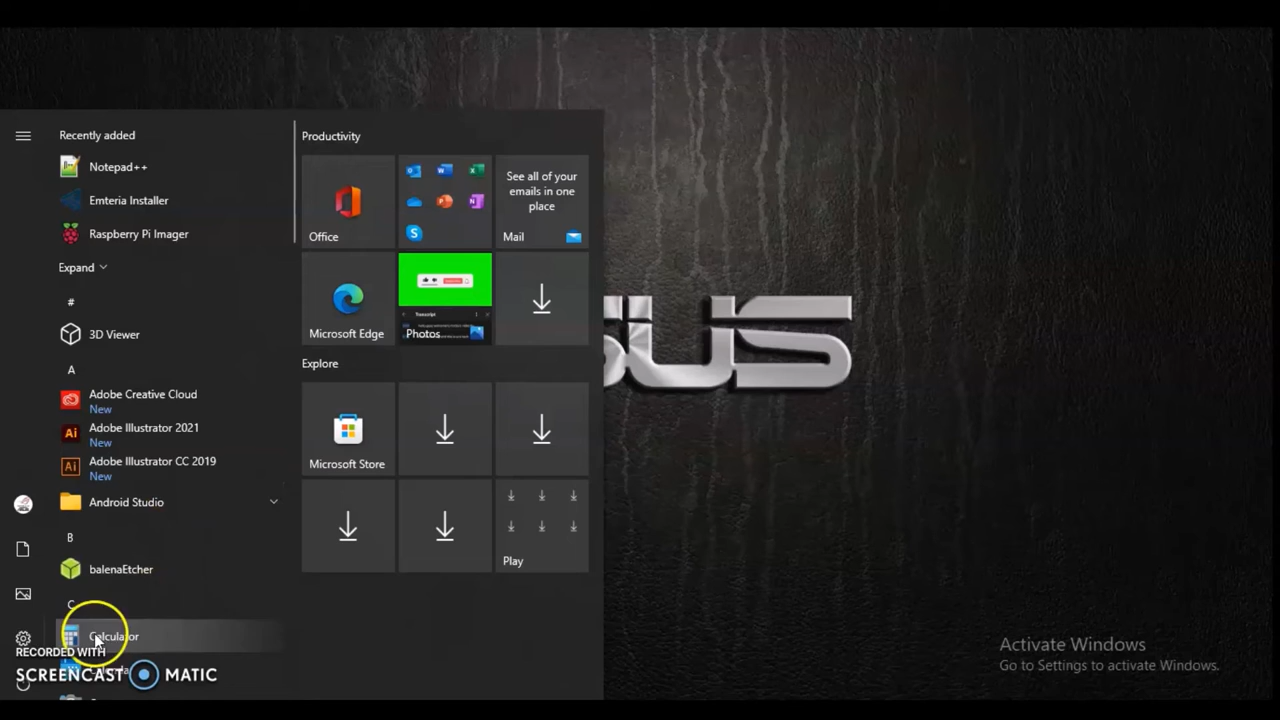 Recently added
Notepad++
Emteria Installer
Raspberry Pi Imager
Expand
#
3D Viewer
A
Adobe Creative Cloud
New
Adobe Illustrator 2021
New
Adobe Illustrator CC 2019
New
Android Studio
B
balenaEtcher
C
Calculator
Productivity
Office
See all of your
emails in one
place
Mail
Microsoft Edge
Photos
Transcript
Explore
Microsoft Store
Play
Activate Windows
Go to Settings to activate Windows.
RECORDED WITH
SCREENCAST MATIC